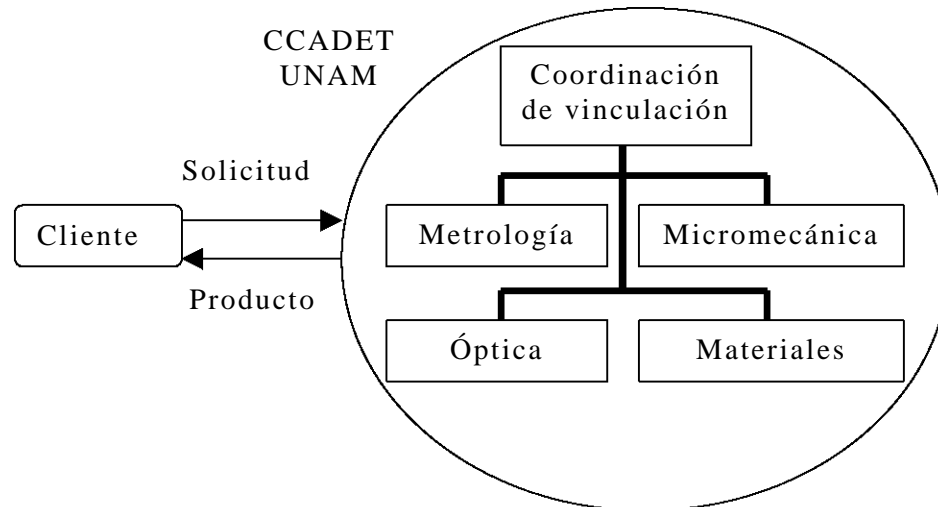 CCADET
UNAM
Coordinación
de vinculación
Solicitud
Cliente
Metrología
Micromecánica
Producto
Óptica
Materiales